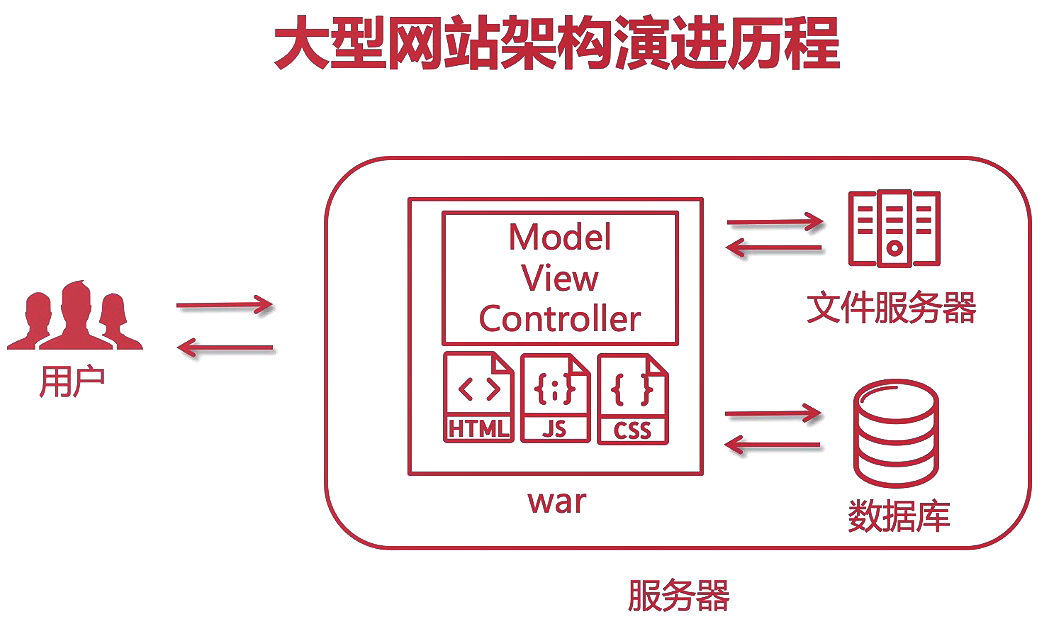 大型网站架构演进历程
Model
View
Controller
HTML
JS
CSS
war
用户
文件服务器
数据库
服务器